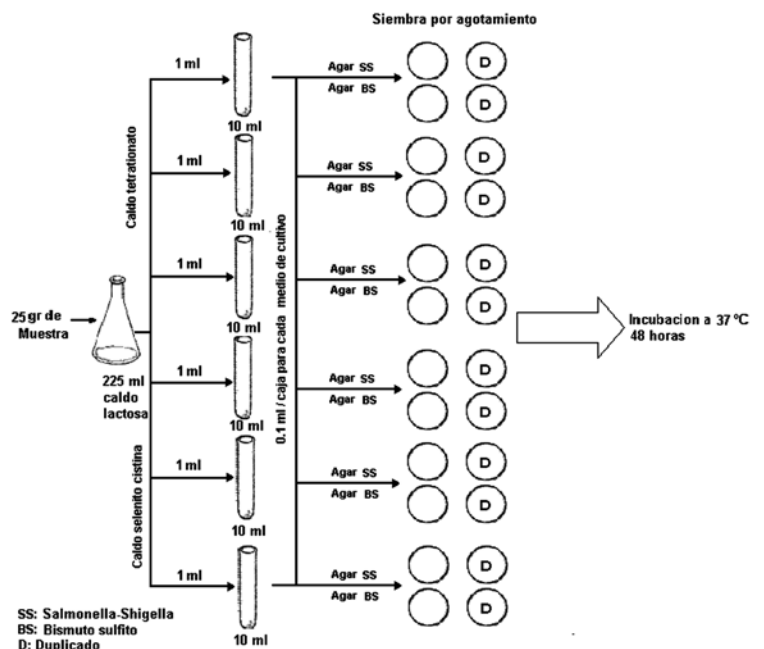 Siembra por agotamiento
1 ml
10 ml
Agar SS
Agar BS
D
D
1 ml
10 ml
Agar SS
Agar BS
D
D
Caldo tetrationato
1 ml
10 ml
Agar SS
Agar BS
D
D
25 gr de
Muestra
225 ml
caldo
lactosa
0.1 ml / caja para cada medio de cultivo
Incubacion a 37 °C
48 horas
1 ml
10 ml
Agar SS
Agar BS
D
D
Caldo selenito cistina
1 ml
10 ml
Agar SS
Agar BS
D
D
1 ml
10 ml
Agar SS
Agar BS
D
D
SS: Salmonella-Shigella
BS: Bismuto sulfito
D: Duplicado